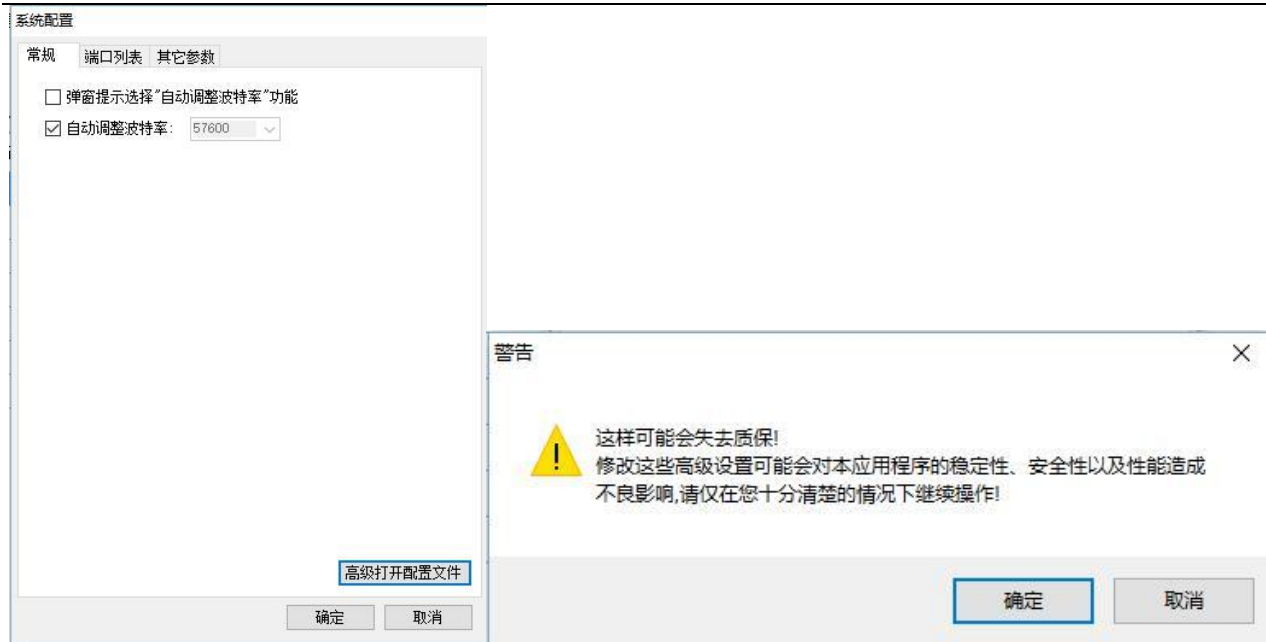 系统配置
常规 端口列表 其它参数
弹窗提示选择"自动调整波特率"功能
自动调整波特率: 57600
高级打开配置文件
确定 取消
警告
这样可能会失去质保!
修改这些高级设置可能会对本应用程序的稳定性、安全性以及性能造成
不良影响,请仅在您十分清楚的情况下继续操作!
确定 取消